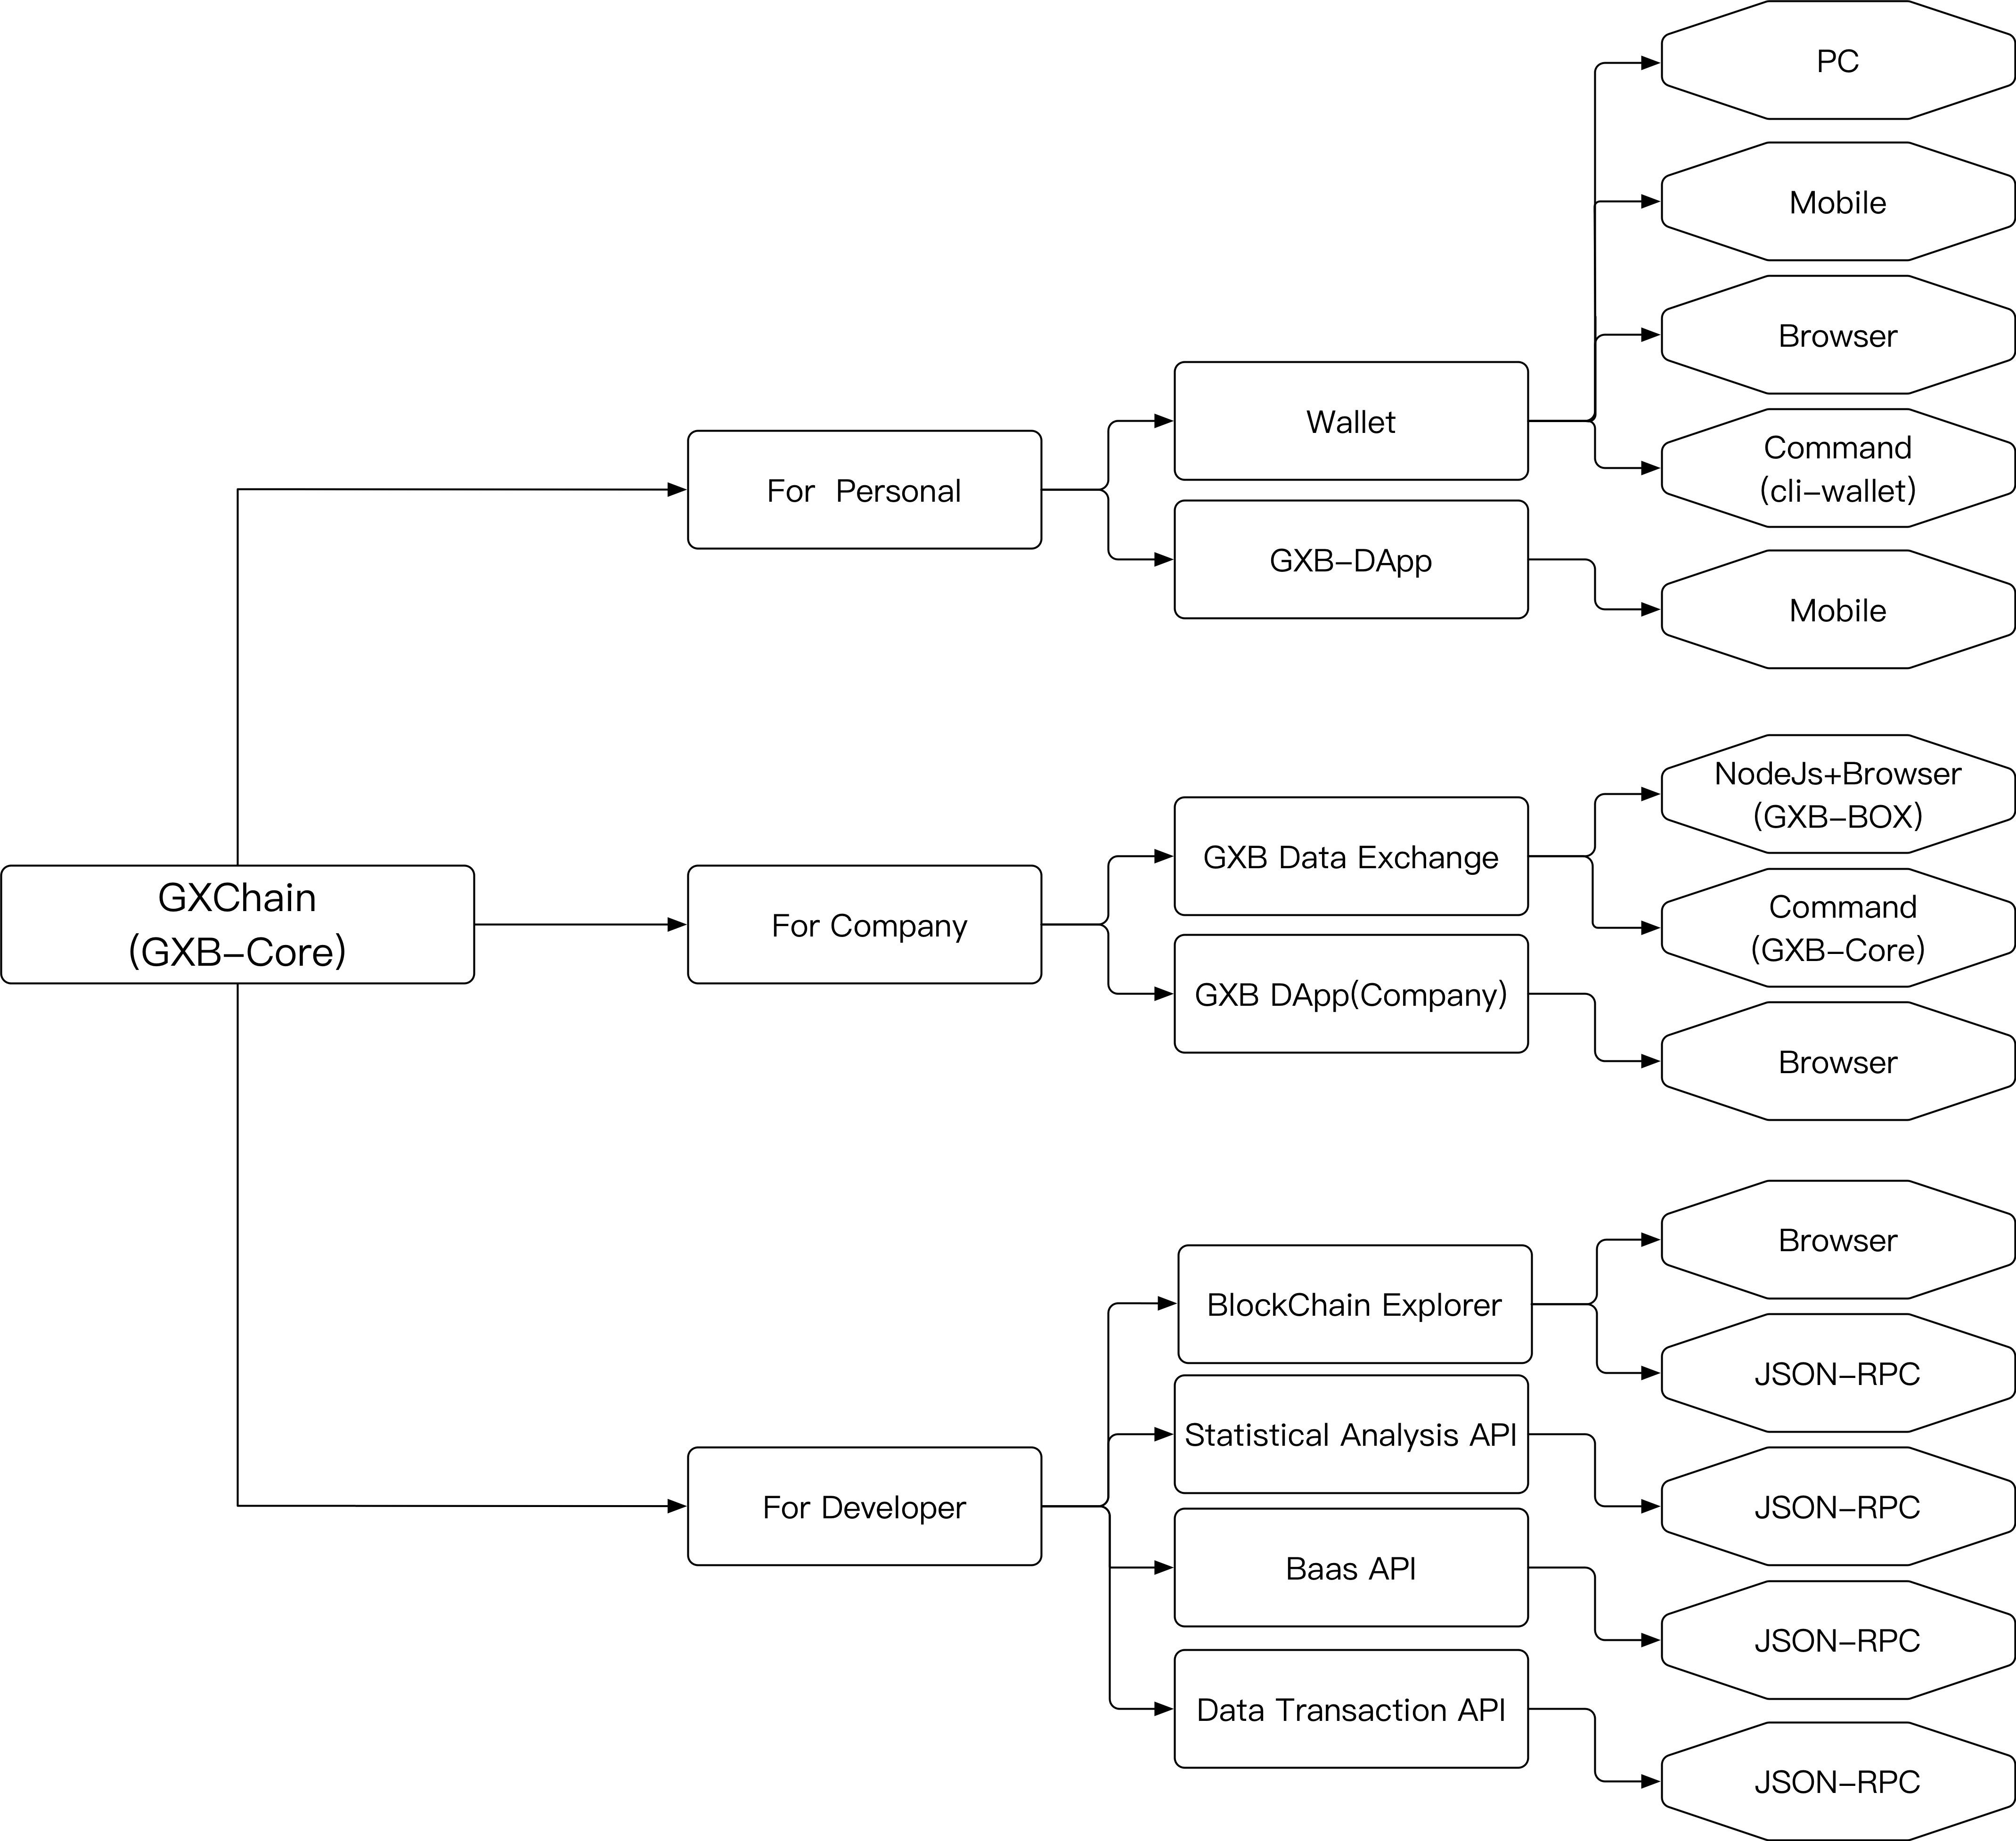 PC
Mobile
Browser
Wallet
Command
(cli-wallet)
For  Personal
GXB-DApp
Mobile
NodeJs+Browser
(GXB-BOX)
GXB Data Exchange
GXChain
(GXB-Core)
For Company
Command
(GXB-Core)
GXB DApp(Company)
Browser
Browser
BlockChain Explorer
JSON-RPC
Statistical Analysis API
For Developer
JSON-RPC
Baas API
JSON-RPC
Data Transaction API
JSON-RPC